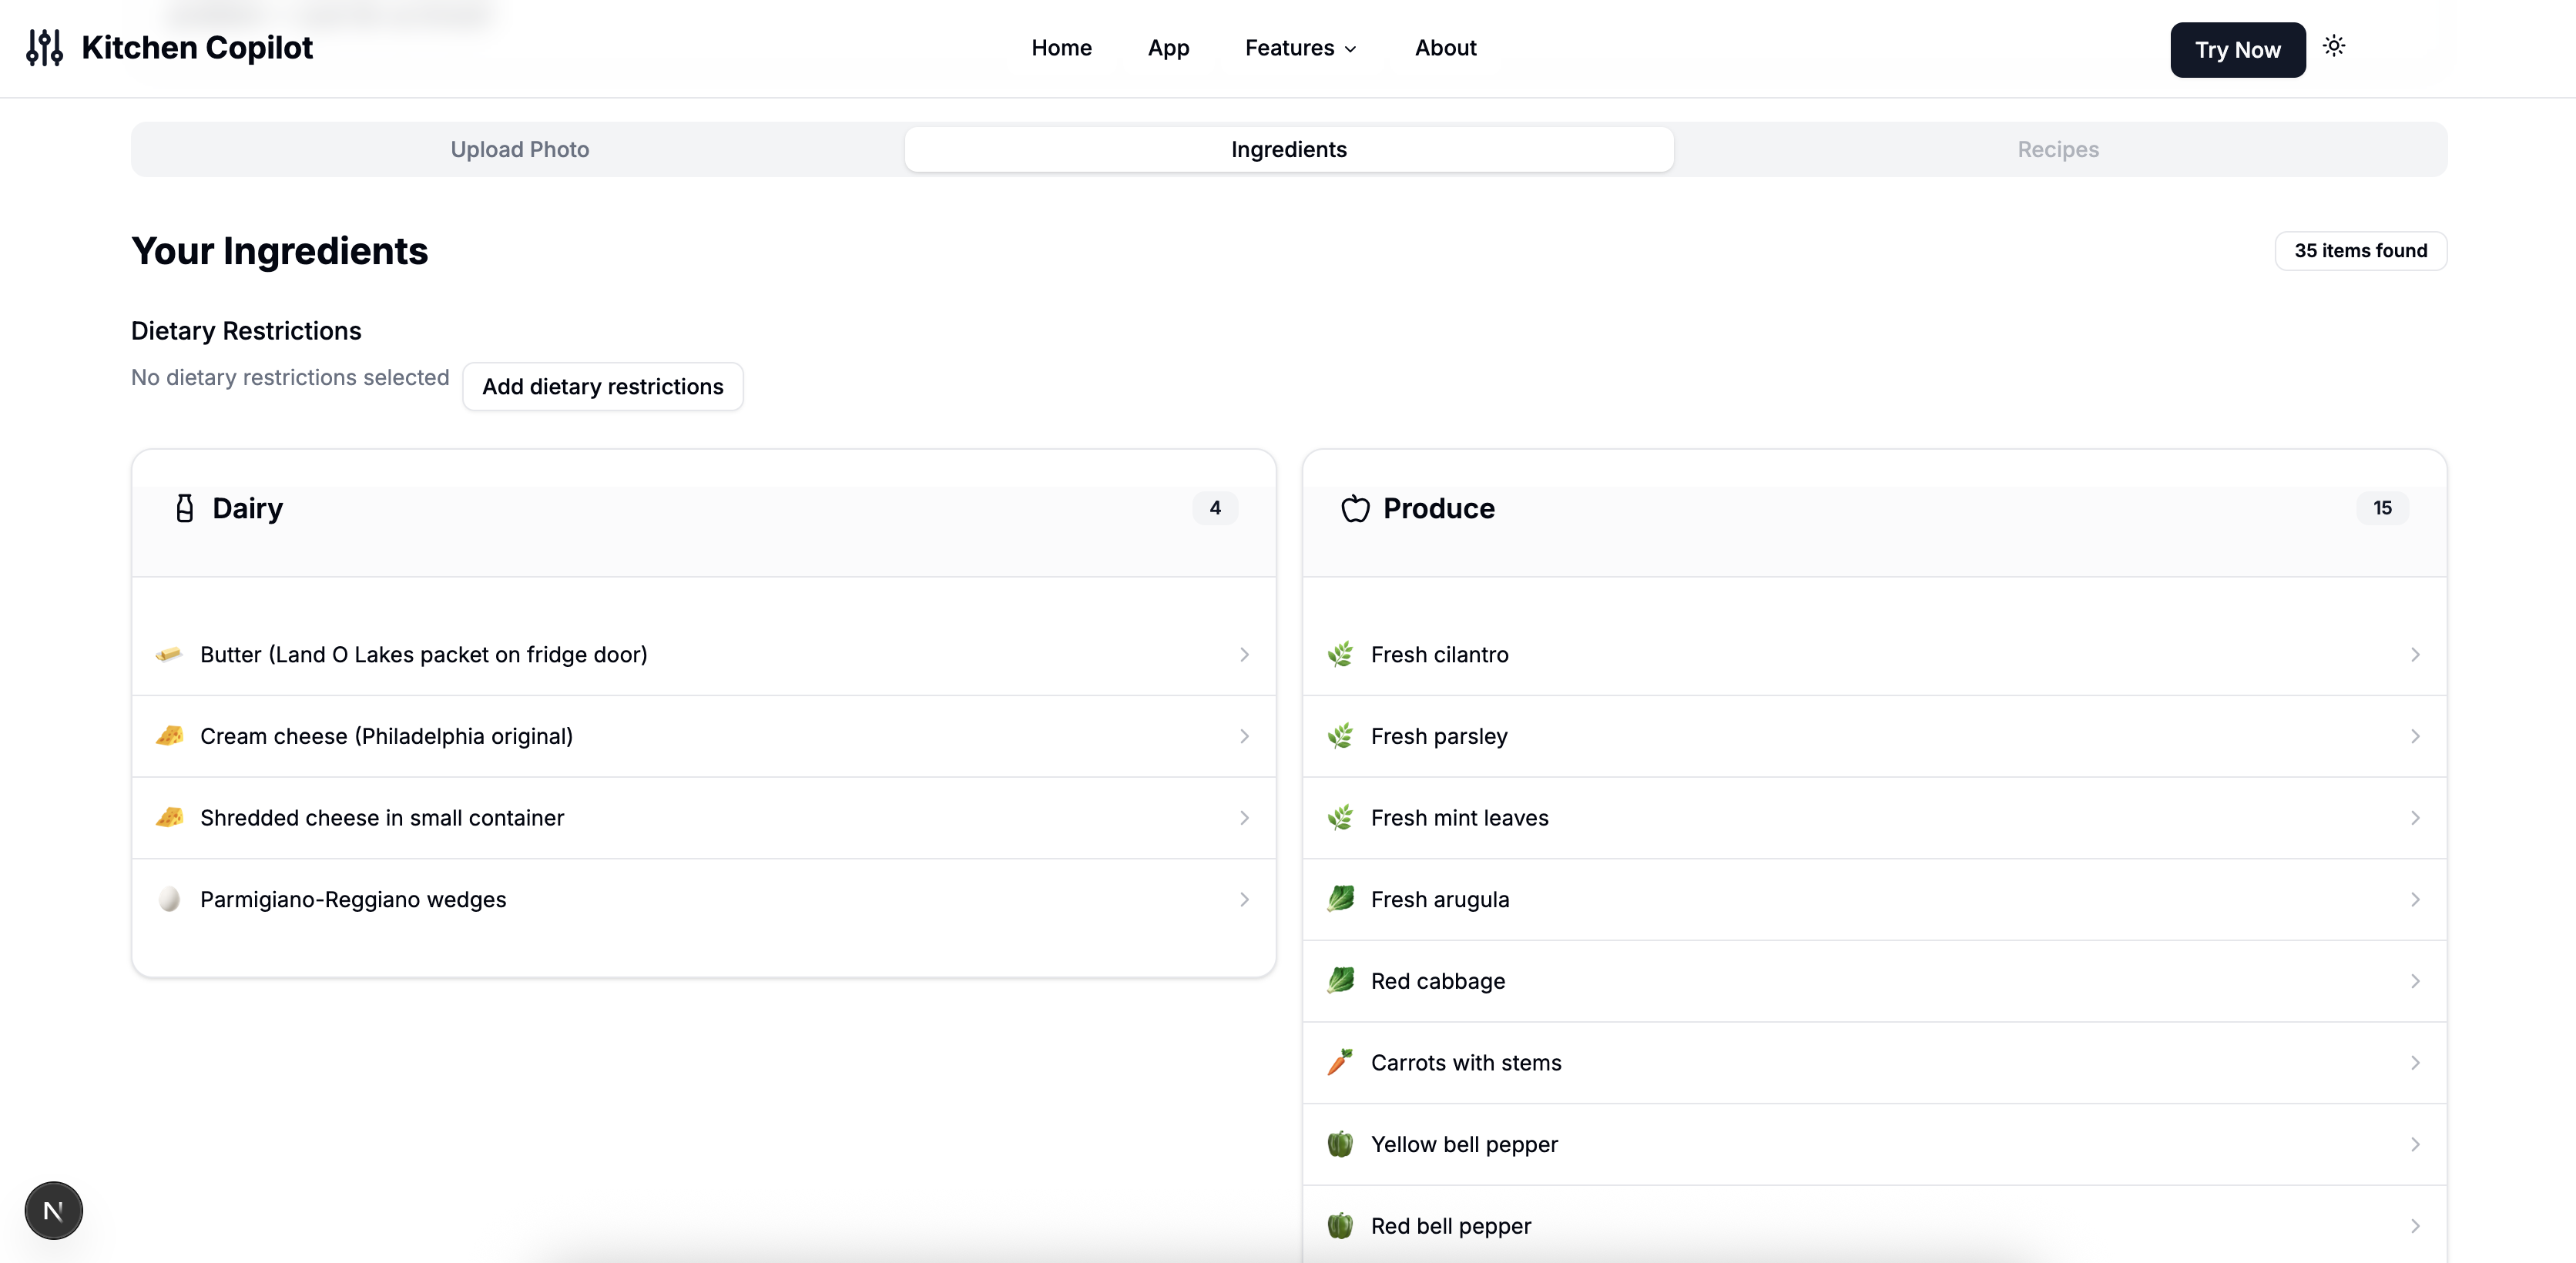 Kitchen Copilot
Home
App
Features
About
Try Now
Upload Photo
Ingredients
Recipes
Your Ingredients
35 items found
Dietary Restrictions
No dietary restrictions selected
Add dietary restrictions
Dairy
4
Butter (Land O Lakes packet on fridge door)
Cream cheese (Philadelphia original)
Shredded cheese in small container
Parmigiano-Reggiano wedges
Produce
15
Fresh cilantro
Fresh parsley
Fresh mint leaves
Fresh arugula
Red cabbage
Carrots with stems
Yellow bell pepper
Red bell pepper
N